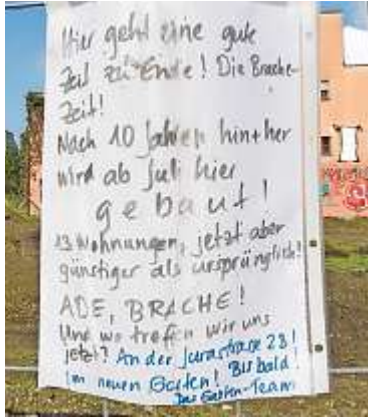 Hier geht eine gute
Zeit zu Ende! Die Brache-
Zeit!
Nach 10 Jahren hin+her
wird ab Juli hier
gebaut!
13 Wohnungen, jetzt aber
günstiger als ursprünglich!
ADE, BRACHE!
Und wo treffen wir uns
jetzt? An der Jurastrasse 28!
Im neuen Garten! Bis bald!
Das Garten-Team